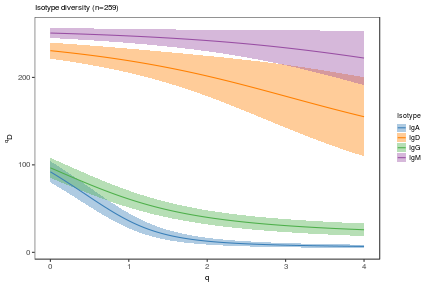 Isotype diversity (n=259)
200
100
0
qD
0
1
2
3
4
q
Isotype
IgA
IgD
IgG
IgM